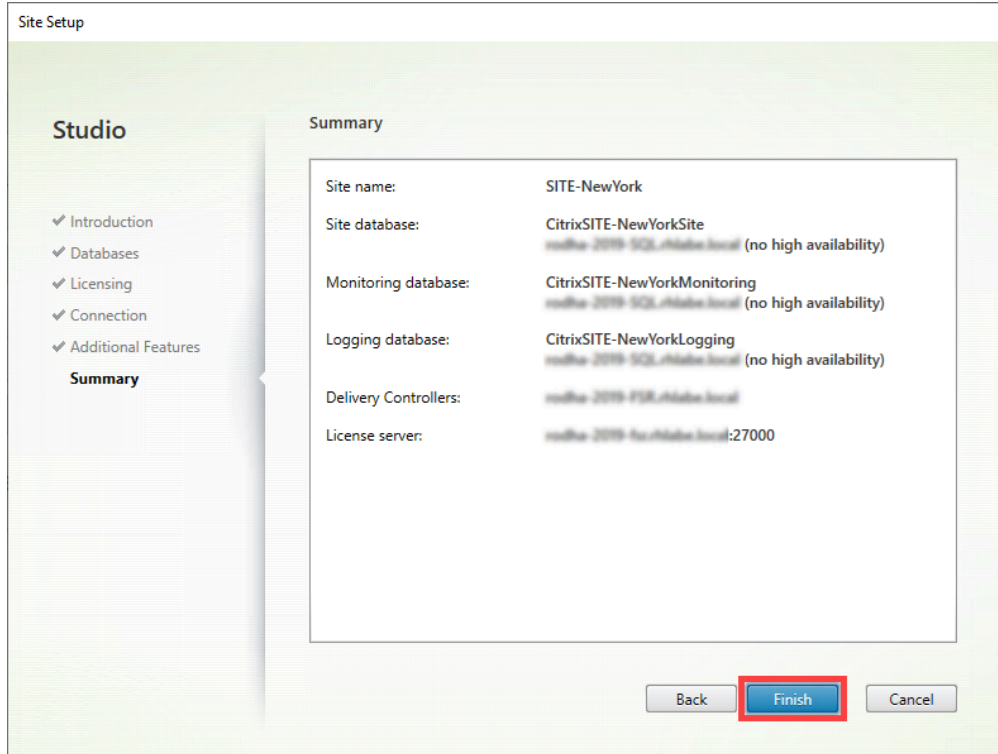 Site Setup
Studio
Introduction
Databases
Licensing
Connection
Additional Features
Summary
Summary
Site name: SITE-NewYork
Site database: CitrixSITE-NewYorkSite
(no high availability)
Monitoring database: CitrixSITE-NewYorkMonitoring
(no high availability)
Logging database: CitrixSITE-NewYorkLogging
(no high availability)
Delivery Controllers:
License server: :27000
Back Finish Cancel